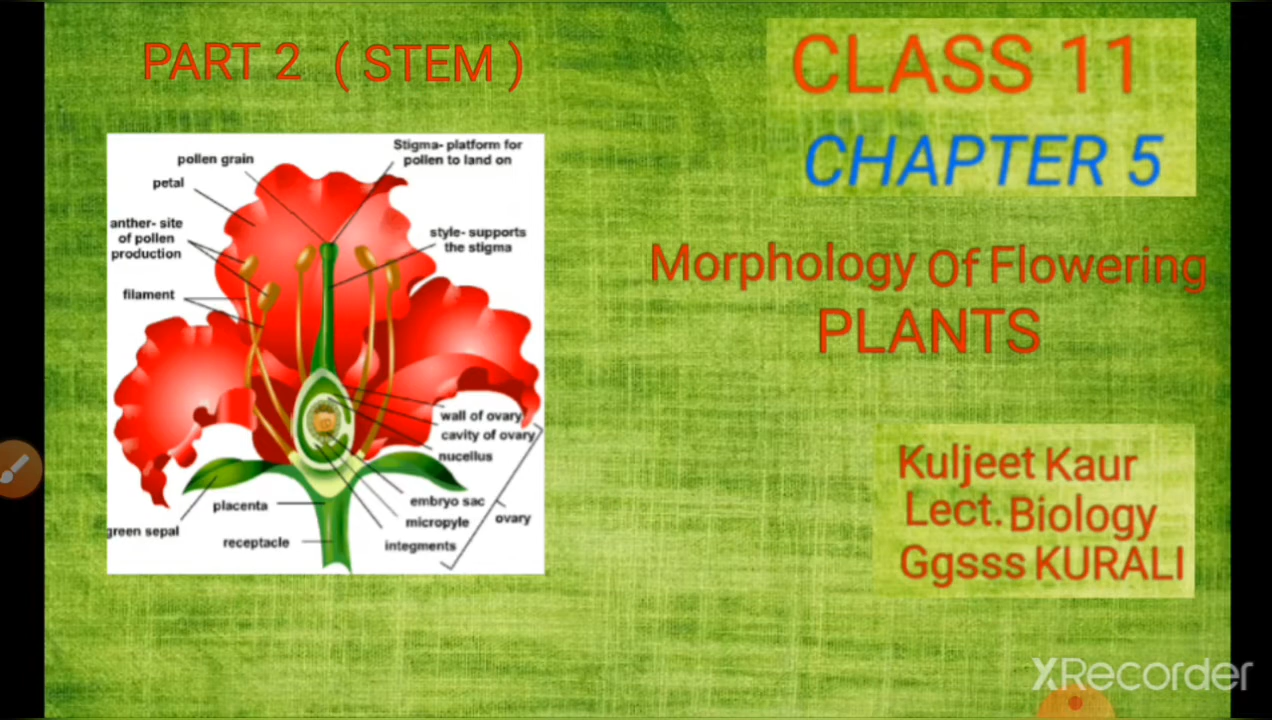 PART 2 ( STEM )
CLASS 11
CHAPTER 5
Morphology Of Flowering
PLANTS
Kuljeet Kaur
Lect. Biology
Ggsss KURALI
pollen grain
Stigma- platform for
pollen to land on
petal
anther- site
of pollen
production
style- supports
the stigma
filament
wall of ovary
cavity of ovary
nucellus
embryo sac
placenta
micropyle
ovary
green sepal
receptacle
integments
XRecorder